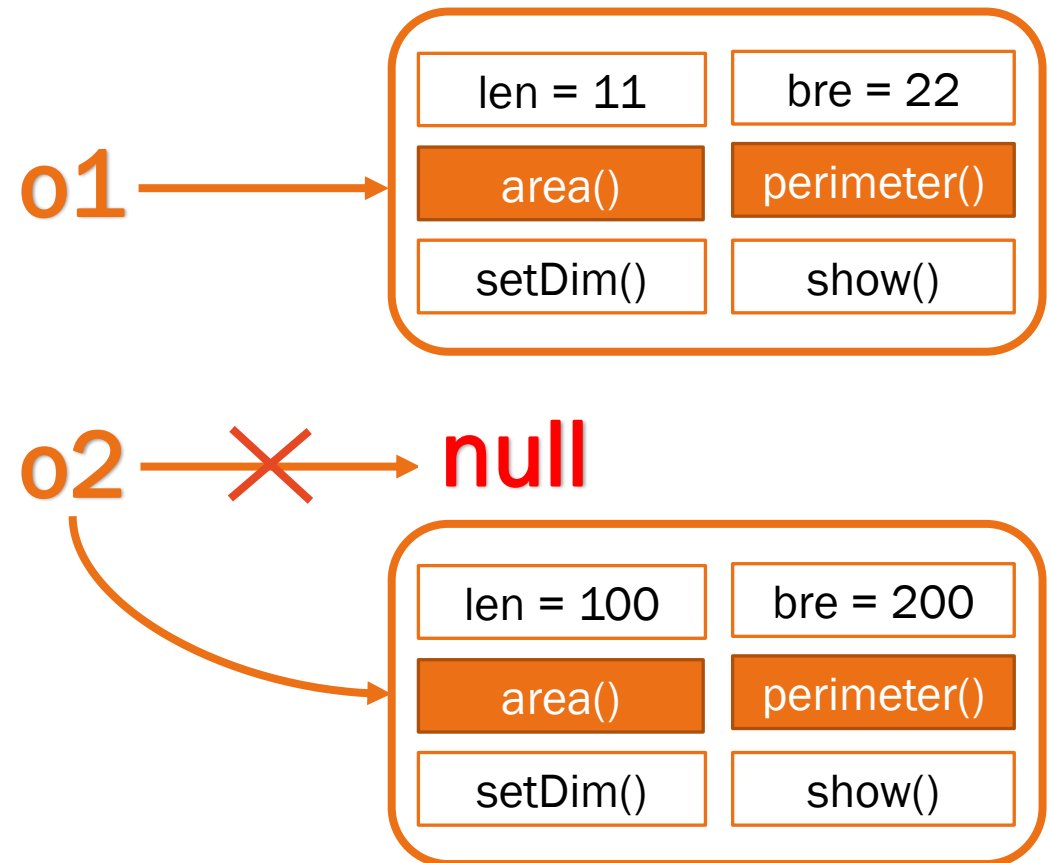 len = 11 bre = 22
o1 area() perimeter()
setDim() show()
o2 null
len = 100 bre = 200
area() perimeter()
setDim() show()